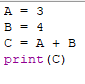 A = 3
B = 4
C = A + B
print(C)